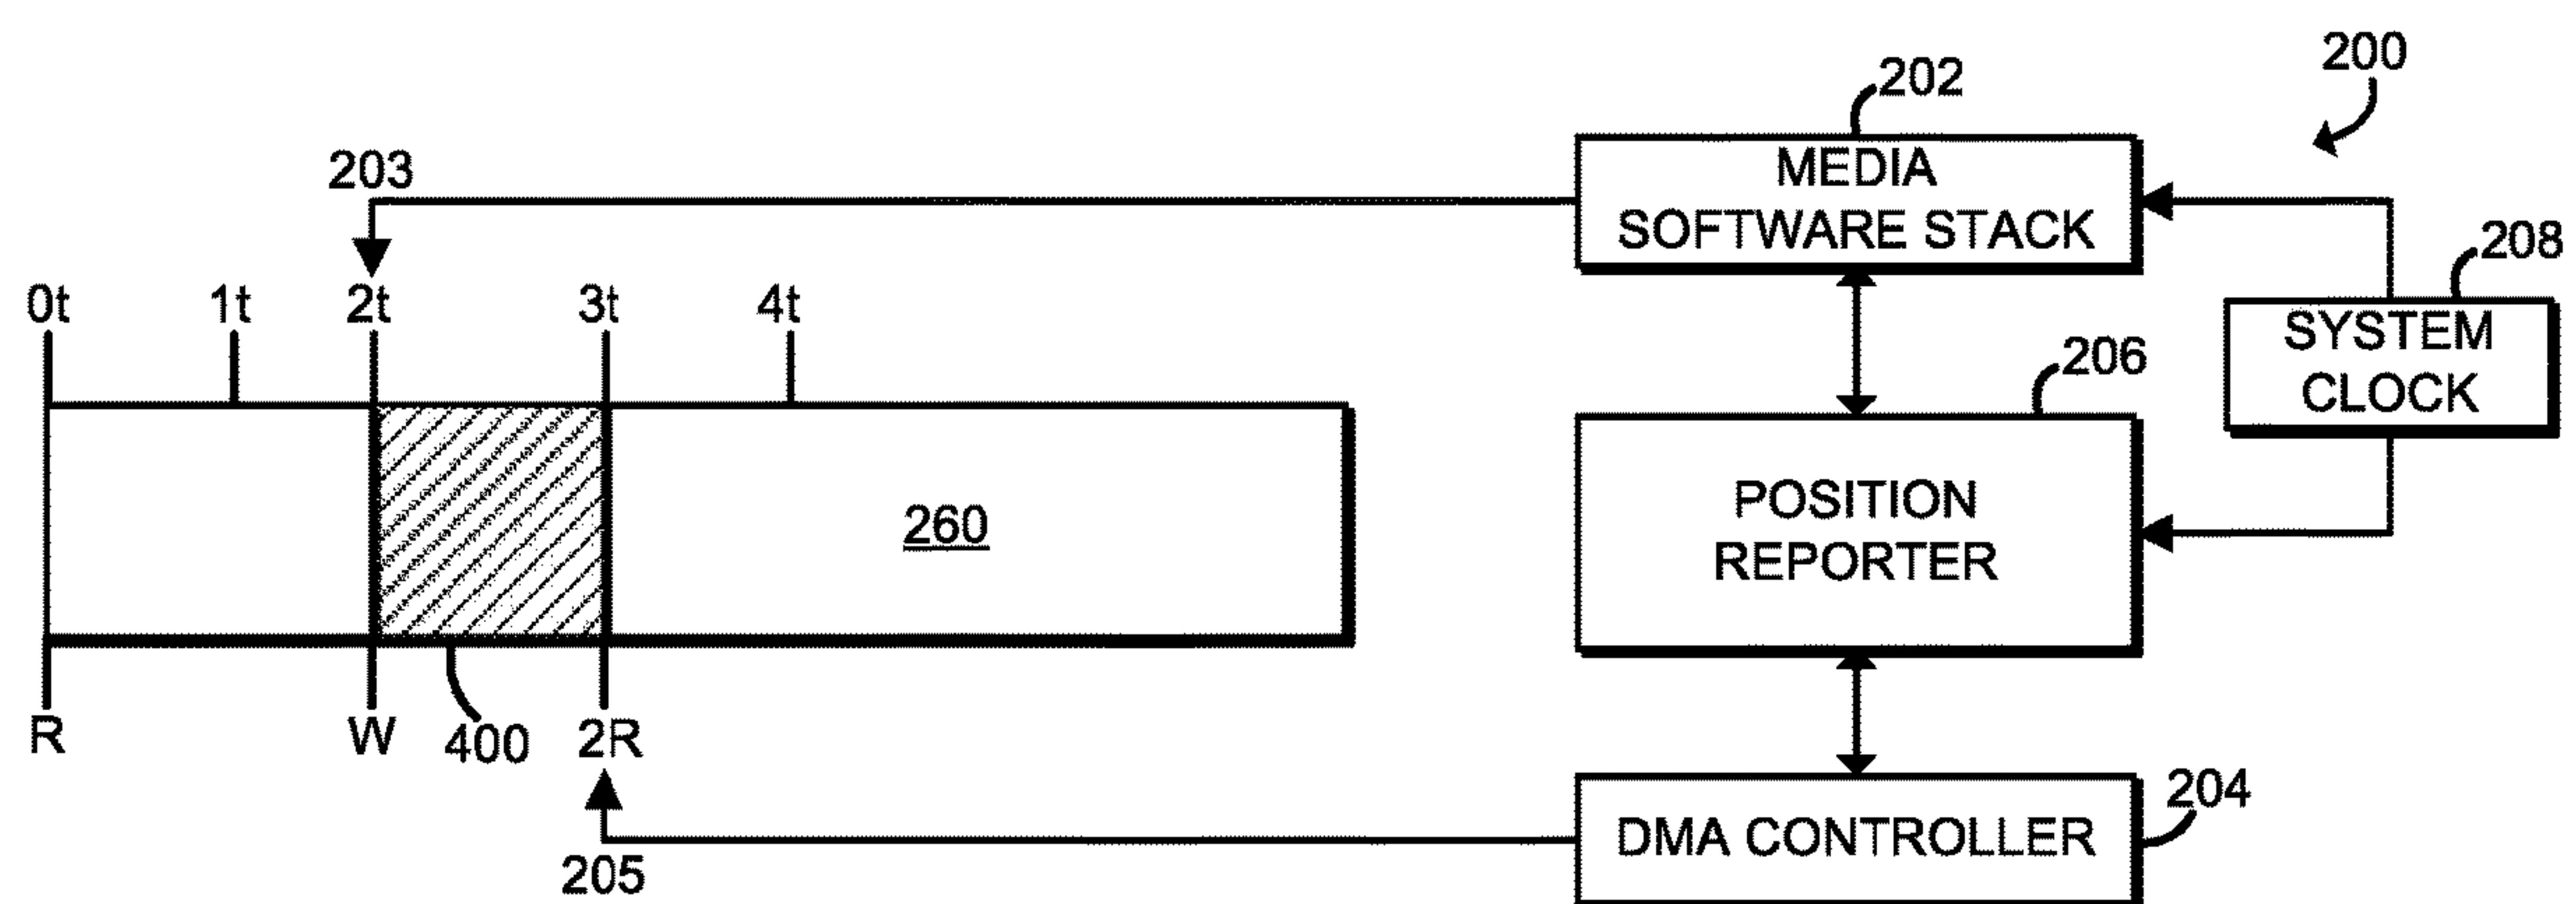 200
202
MEDIA
SOFTWARE STACK
203
208
SYSTEM
CLOCK
0t 1t 2t 3t 4t
206
POSITION
REPORTER
260
R W 400 2R
204
DMA CONTROLLER
205